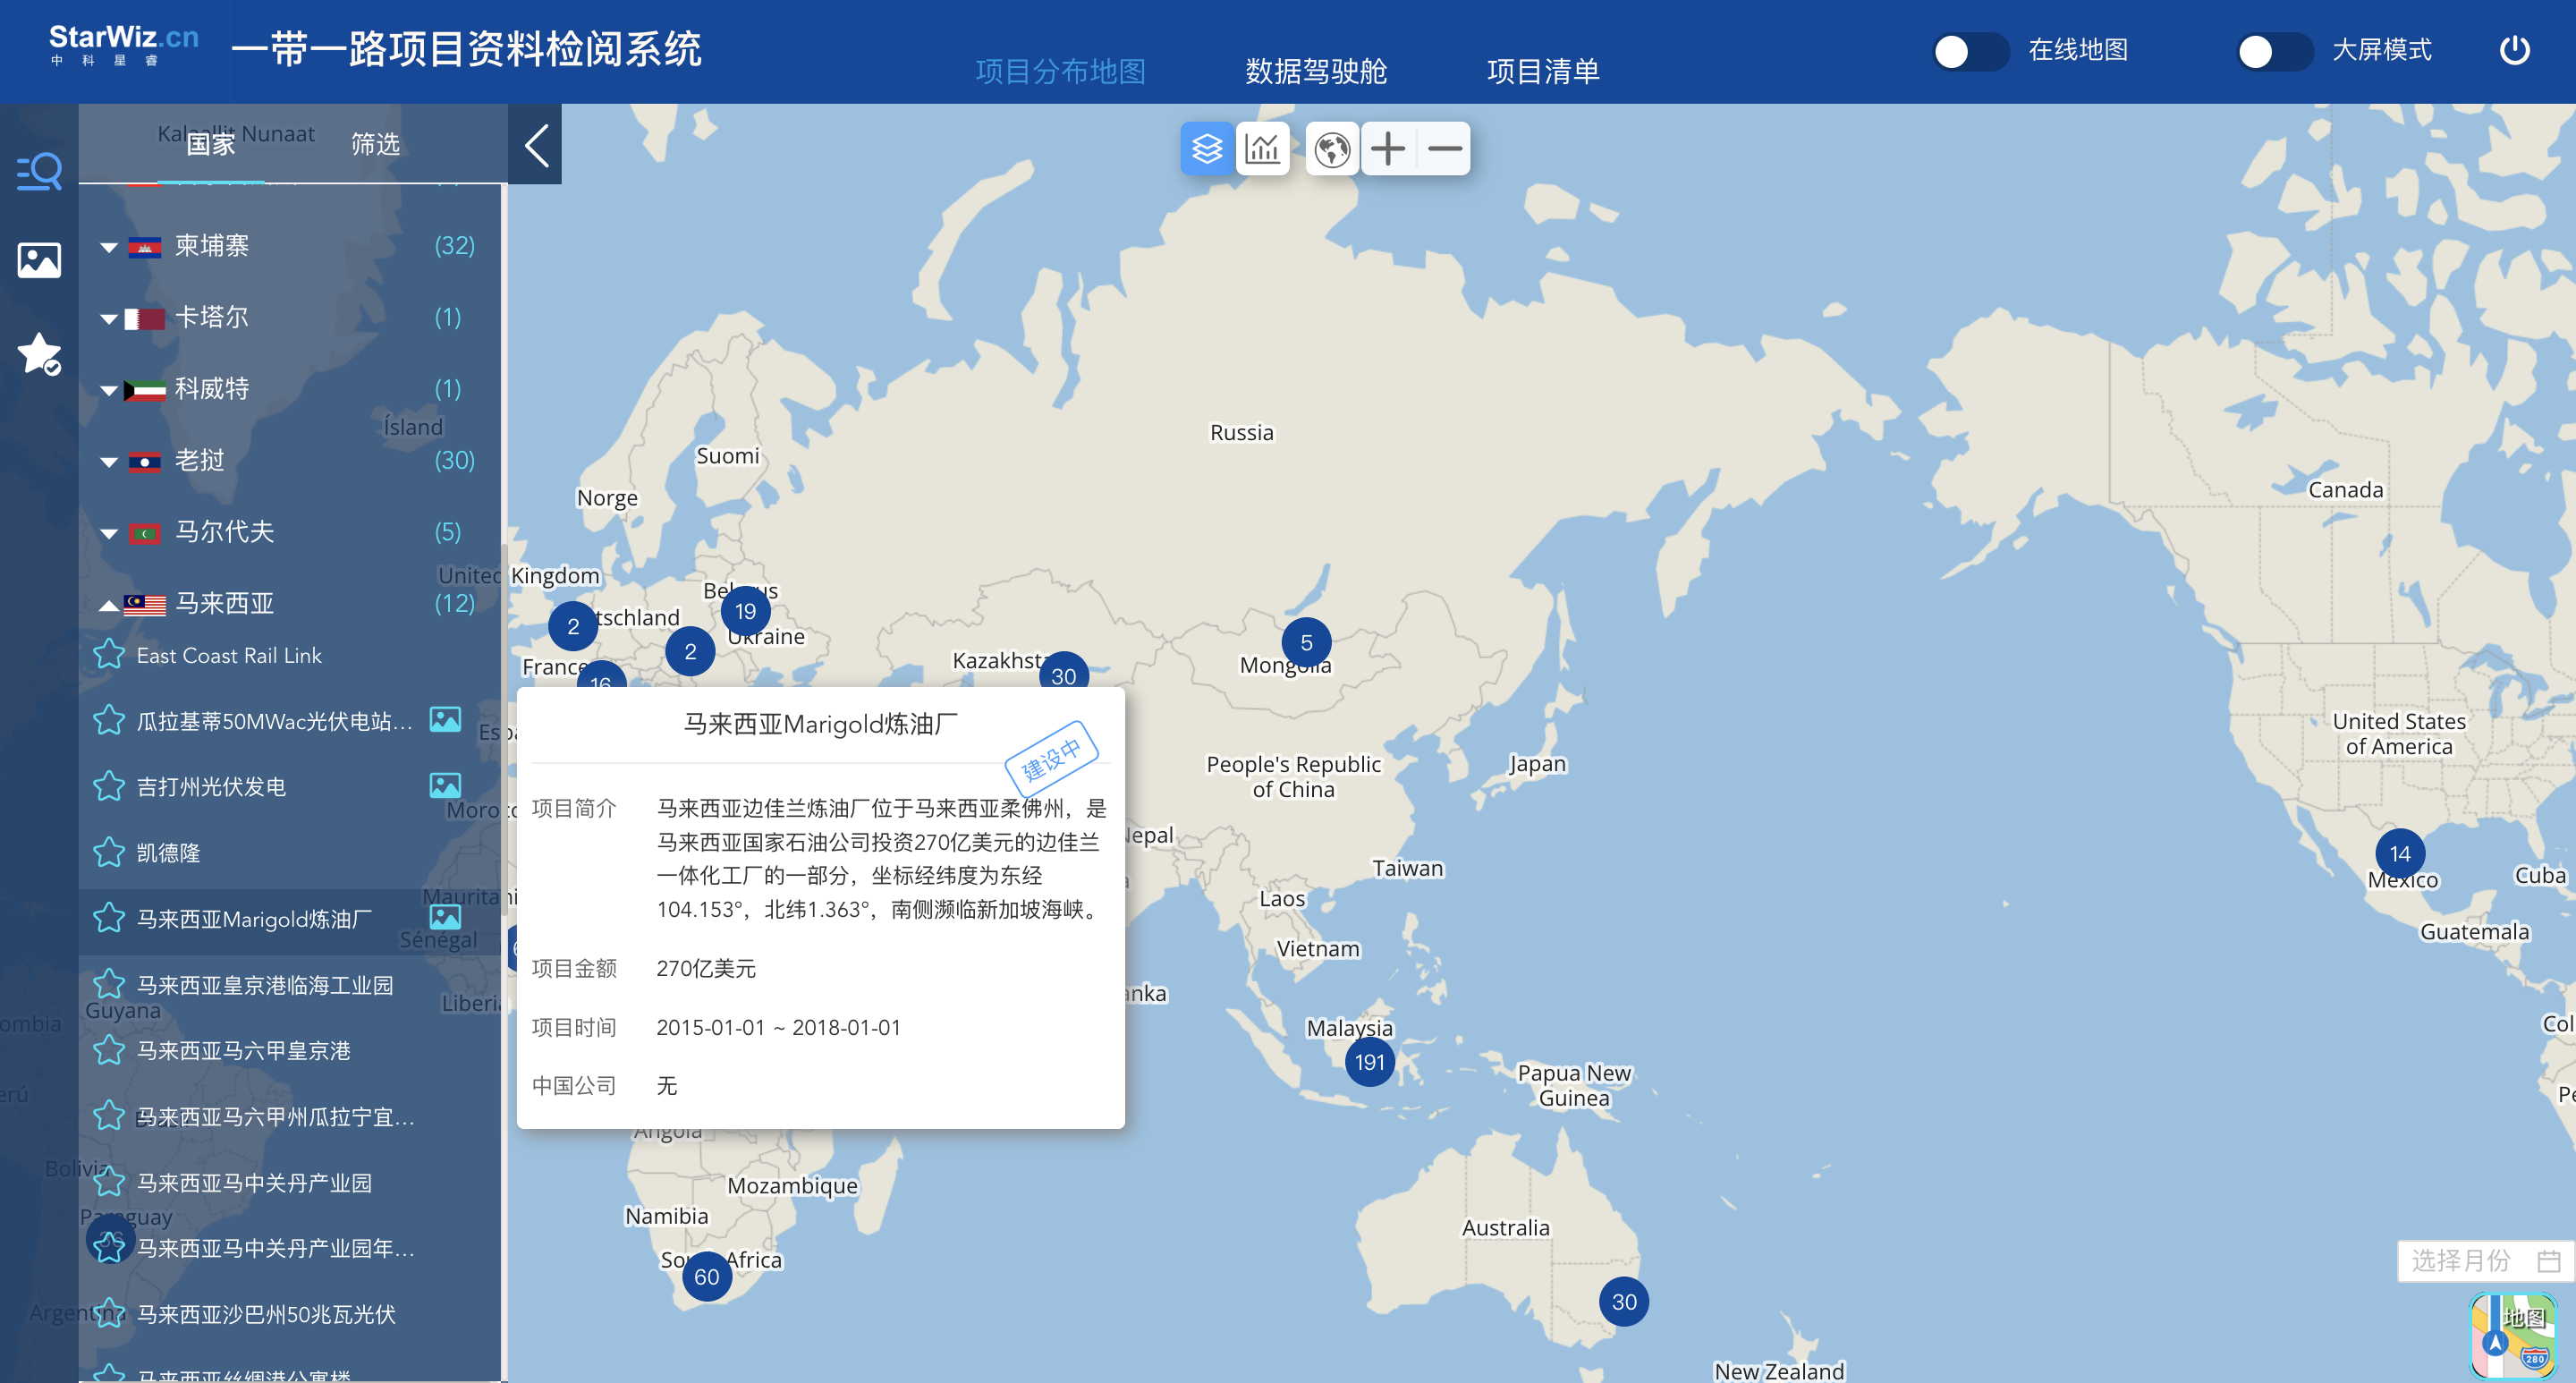 StarWiz.cn
中科星睿
一带一路项目资料检阅系统
项目分布地图
数据驾驶舱
项目清单
在线地图
大屏模式
国家
筛选
柬埔寨 (32)
卡塔尔 (1)
科威特 (1)
老挝 (30)
马尔代夫 (5)
马来西亚 (12)
East Coast Rail Link
瓜拉基蒂50MWac光伏电站...
吉打州光伏发电
凯德隆
马来西亚Marigold炼油厂
马来西亚皇京港临海工业园
马来西亚马六甲皇京港
马来西亚马六甲州瓜拉宁宜...
马来西亚马中关丹产业园
马来西亚马中关丹产业园年...
马来西亚沙巴州50兆瓦光伏
马来西亚丝绸港公寓楼
马来西亚Marigold炼油厂
建设中
项目简介
马来西亚边佳兰炼油厂位于马来西亚柔佛州，是
马来西亚国家石油公司投资270亿美元的边佳兰
一体化工厂的一部分，坐标经纬度为东经
104.153°，北纬1.363°，南侧濒临新加坡海峡。
项目金额
270亿美元
项目时间
2015-01-01 ~ 2018-01-01
中国公司
无
Kalaallit Nunaat
Ísland
Suomi
Norge
Russia
Canada
United Kingdom
tschland
19
Ukraine
2
2
France
16
Kazakhst
30
5
Mongolia
People's Republic
of China
Japan
United States
of America
Nepal
Taiwan
Laos
Vietnam
14
Mexico
Cuba
Guatemala
Sénégal
Liberia
Guyana
ombia
erú
Bolivia
Paraguay
Argentina
anka
Malaysia
191
Papua New
Guinea
Col
Pe
Angola
Mozambique
Namibia
South Africa
60
Australia
30
New Zealand
选择月份
地图
280